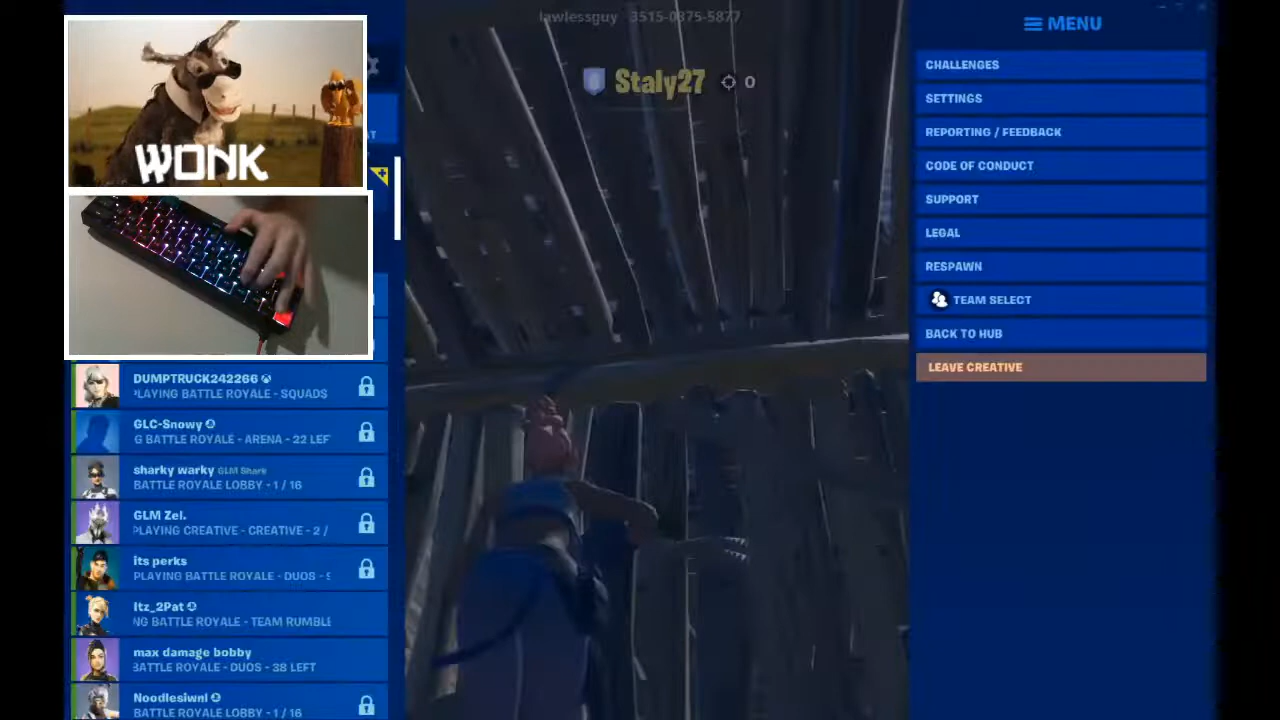 lawlessguy 3515-0375-5877
Staly27 0
WONK
DUMPTRUCK242266
PLAYING BATTLE ROYALE - SQUADS
GLC-Snowy
G BATTLE ROYALE - ARENA - 22 LEF
sharky warky GLM Shark
BATTLE ROYALE LOBBY - 1 / 16
GLM Zel.
PLAYING CREATIVE - CREATIVE - 2 /
its perks
PLAYING BATTLE ROYALE - DUOS - 9
Itz_2Pat
NG BATTLE ROYALE - TEAM RUMBLE
max damage bobby
BATTLE ROYALE - DUOS - 38 LEFT
Noodlesiwnl
BATTLE ROYALE LOBBY - 1 / 16
MENU
CHALLENGES
SETTINGS
REPORTING / FEEDBACK
CODE OF CONDUCT
SUPPORT
LEGAL
RESPAWN
TEAM SELECT
BACK TO HUB
LEAVE CREATIVE